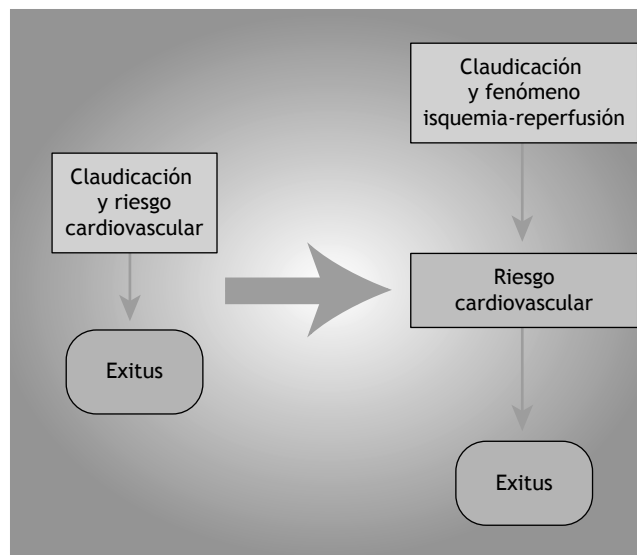 Claudicación
y riesgo
cardiovascular
Exitus
Claudicación
y fenómeno
isquemia-reperfusión
Riesgo
cardiovascular
Exitus